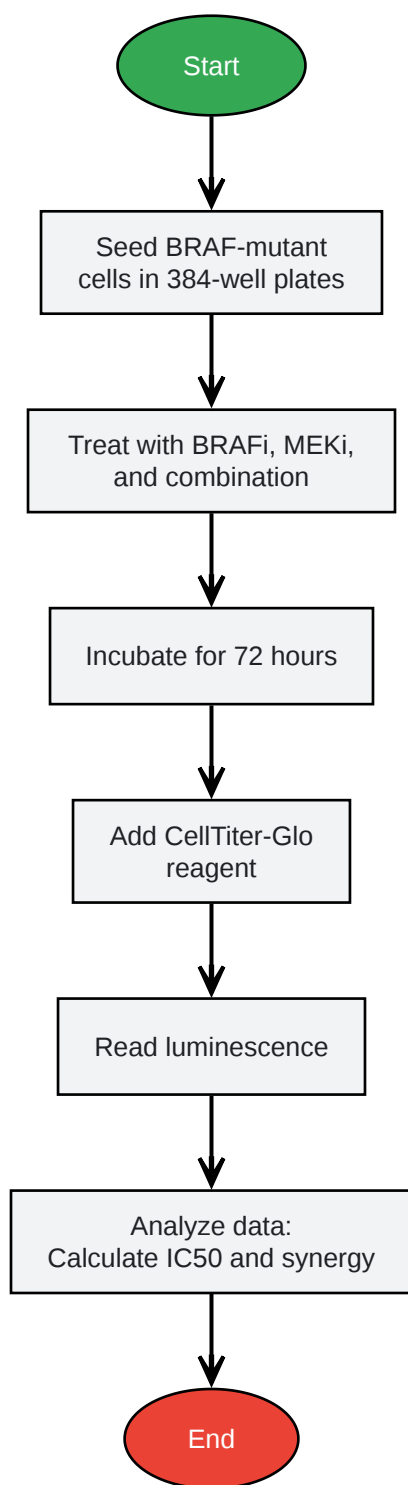 Start
Seed BRAF-mutant
cells in 384-well plates
Treat with BRAFi, MEKi,
and combination
Incubate for 72 hours
Add CellTiter-Glo
reagent
Read luminescence
Analyze data:
Calculate IC50 and synergy
End